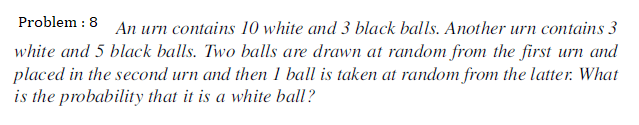 Problem : 8 An urn contains 10 white and 3 black balls. Another urn contains 3
white and 5 black balls. Two balls are drawn at random from the first urn and
placed in the second urn and then 1 ball is taken at random from the latter. What
is the probability that it is a white ball?